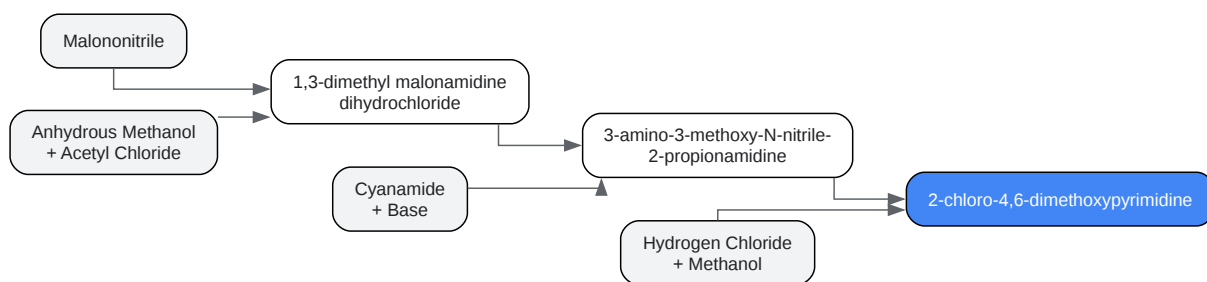 Malononitrile
Anhydrous Methanol
+ Acetyl Chloride
1,3-dimethyl malonamidine
dihydrochloride
Cyanamide
+ Base
3-amino-3-methoxy-N-nitrile-
2-propionamidine
Hydrogen Chloride
+ Methanol
2-chloro-4,6-dimethoxypyrimidine